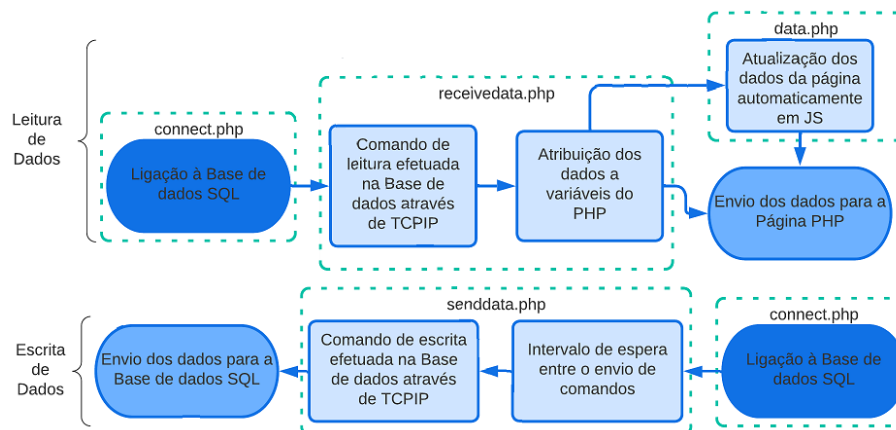 data.php
Atualização dos
dados da página
automaticamente
em JS
receivedata.php
Leitura
de
Dados
connect.php
Ligação à Base de
dados SQL
Comando de
leitura efetuada
na Base de
dados através
de TCPIP
Atribuição dos
dados a
variáveis do
PHP
Envio dos dados para a
Página PHP
senddata.php
connect.php
Escrita
de
Dados
Envio dos dados para a
Base de dados SQL
Comando de escrita
efetuada na Base
de dados através
de TCPIP
Intervalo de espera
entre o envio de
comandos
Ligação à Base de
dados SQL